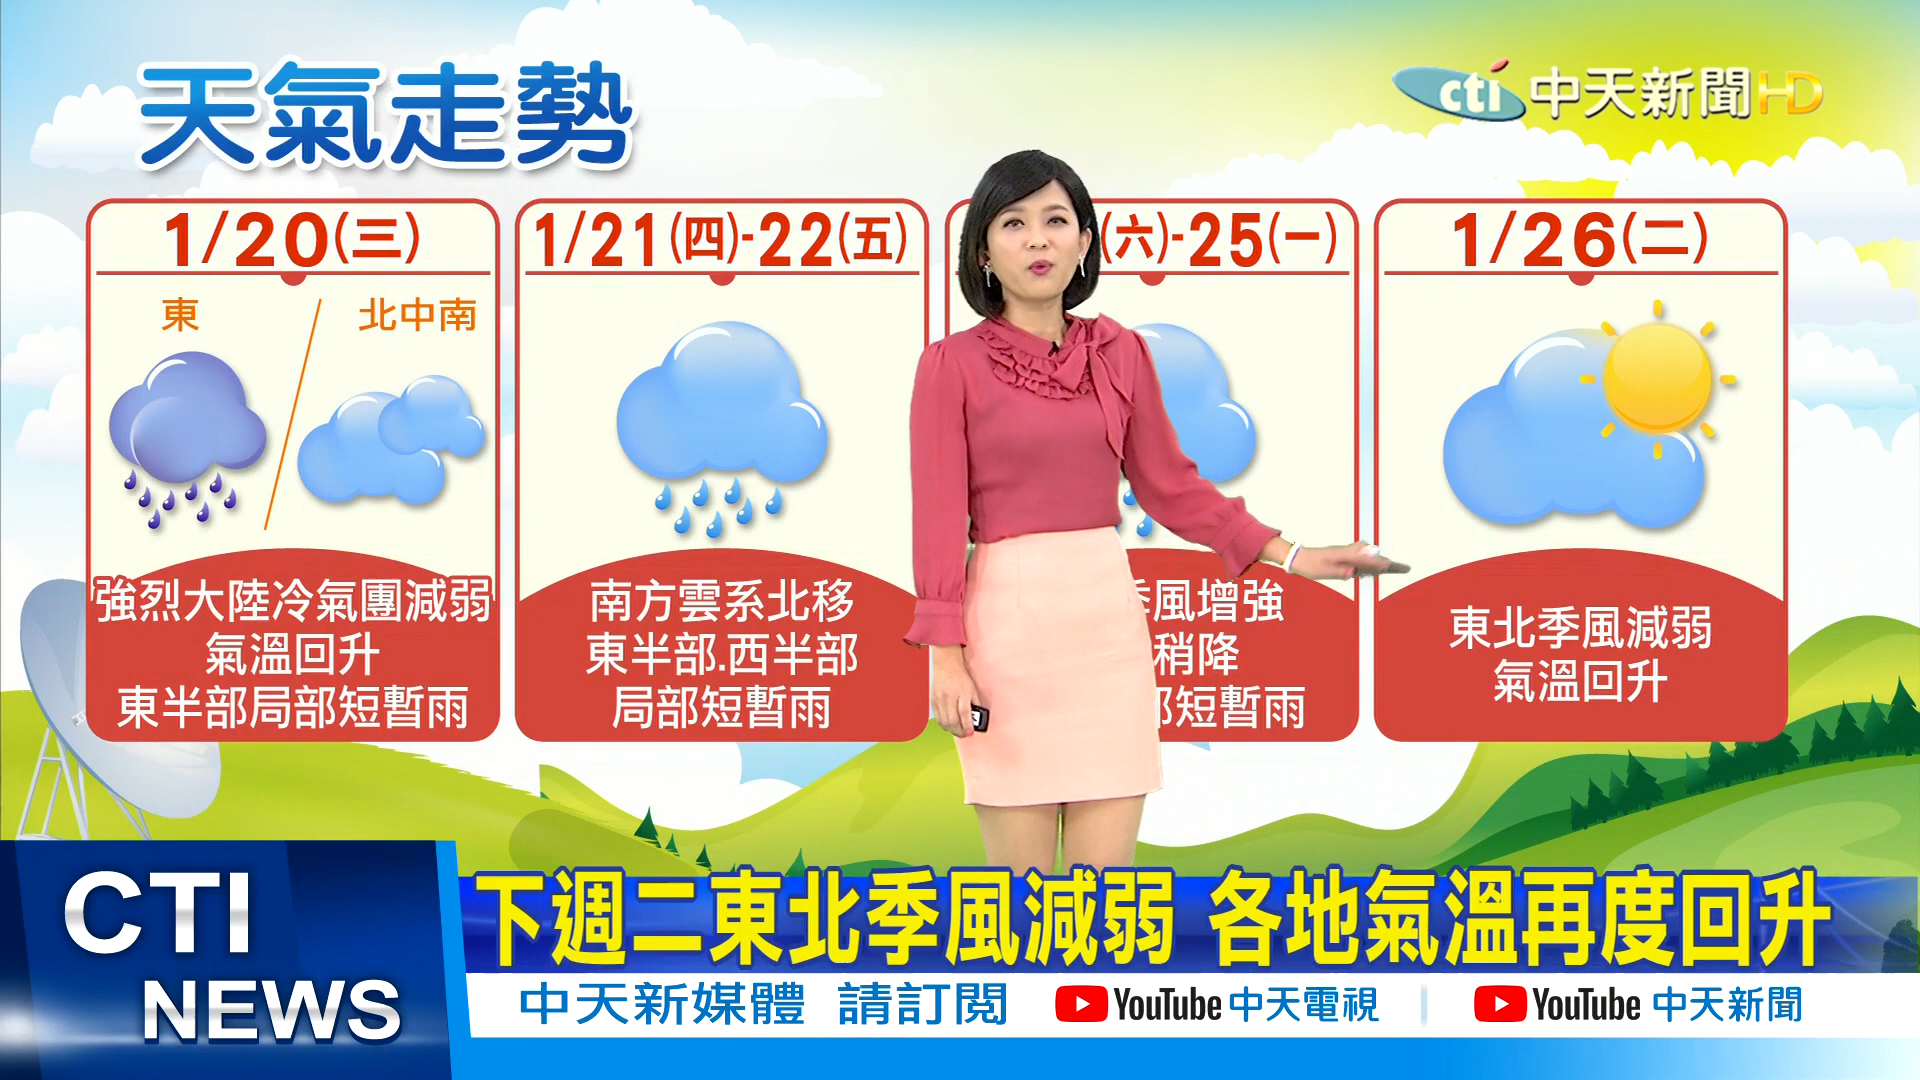 天氣走勢
cti 中天新聞HD
1/20(三)
東
北中南
強烈大陸冷氣團減弱
氣溫回升
東半部局部短暫雨
1/21(四)-22(五)
南方雲系北移
東半部.西半部
局部短暫雨
(六)-25(一)
風增強
稍降
短暫雨
1/26(二)
東北季風減弱
氣溫回升
CTI
NEWS
下週二東北季風減弱 各地氣溫再度回升
中天新媒體 請訂閱 YouTube 中天電視 | YouTube 中天新聞